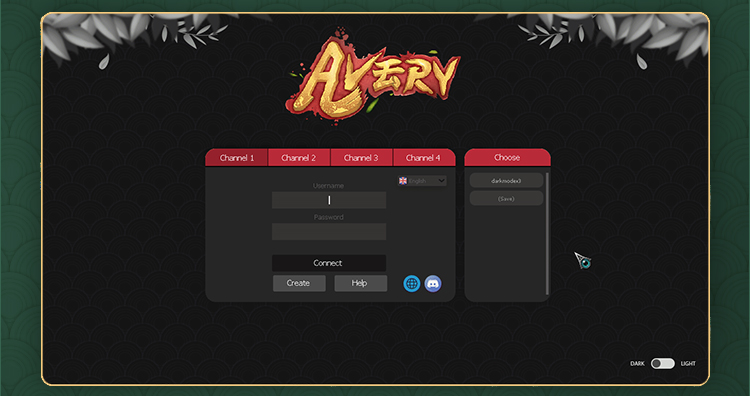 AVERY
Channel 1
Channel 2
Channel 3
Channel 4
Choose
English
Username
Password
Connect
Create
Help
darkmodex3
(Save)
DARK
LIGHT